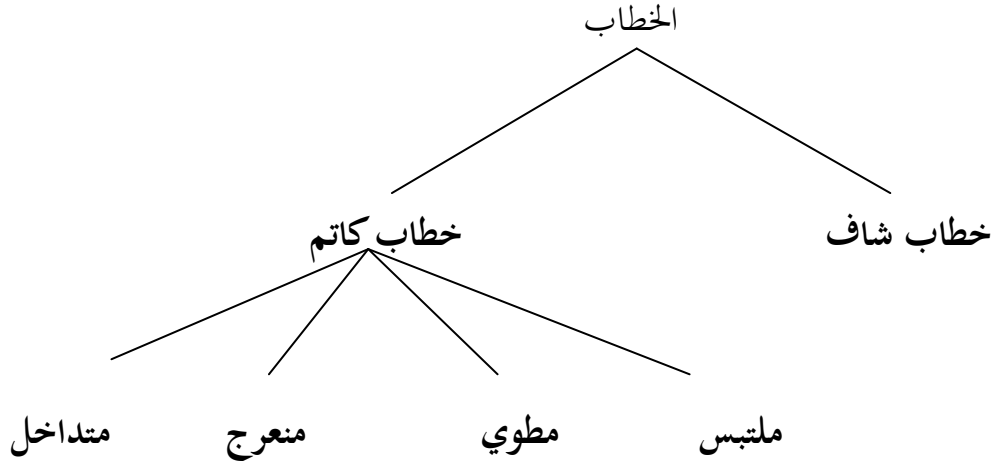 الخطاب
خطاب شاف
خطاب كاتم
ملتبس
مطوي
منعرج
متداخل